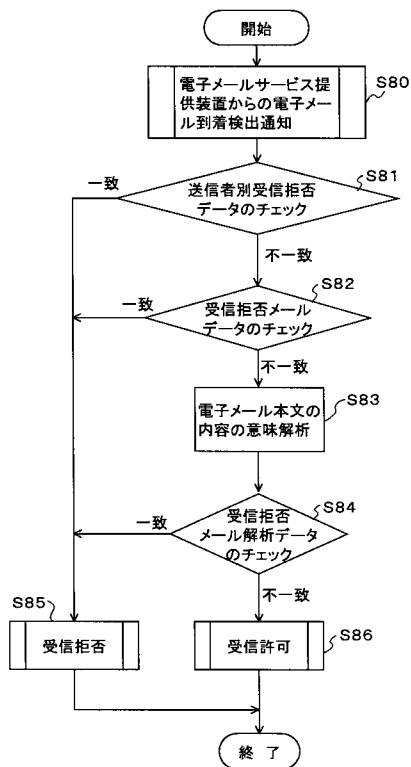 開始
電子メールサービス提
供装置からの電子メー
ル到着検出通知
S80
送信者別受信拒否
データのチェック
S81
一致
不一致
受信拒否メール
データのチェック
S82
一致
不一致
電子メール本文の
内容の意味解析
S83
受信拒否
メール解析データ
のチェック
S84
一致
不一致
S85
受信拒否
受信許可
S86
終 了